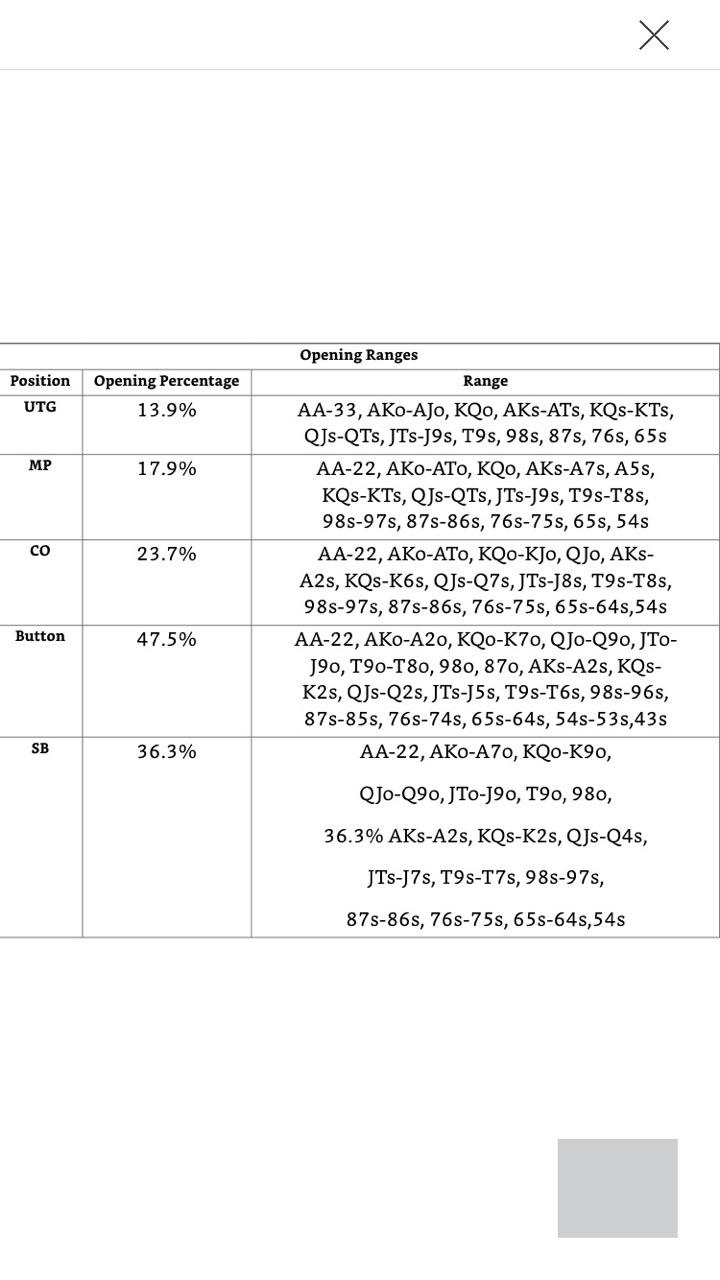 Opening Ranges
Position Opening Percentage Range
UTG 13.9% AA-33, AKo-AJo, KQo, AKs-ATs, KQs-KTs,
QJs-QTs, JTs-J9s, T9s, 98s, 87s, 76s, 65s
MP 17.9% AA-22, AKo-ATo, KQo, AKs-A7s, A5s,
KQs-KTs, QJs-QTs, JTs-J9s, T9s-T8s,
98s-97s, 87s-86s, 76s-75s, 65s, 54s
CO 23.7% AA-22, AKo-ATo, KQo-KJo, QJo, AKs-
A2s, KQs-K6s, QJs-Q7s, JTs-J8s, T9s-T8s,
98s-97s, 87s-86s, 76s-75s, 65s-64s,54s
Button 47.5% AA-22, AKo-A2o, KQo-K7o, QJo-Q9o, JTo-
J9o, T9o-T8o, 98o, 87o, AKs-A2s, KQs-
K2s, QJs-Q2s, JTs-J5s, T9s-T6s, 98s-96s,
87s-85s, 76s-74s, 65s-64s, 54s-53s,43s
SB 36.3% AA-22, AKo-A7o, KQo-K9o,
QJo-Q9o, JTo-J9o, T9o, 98o,
36.3% AKs-A2s, KQs-K2s, QJs-Q4s,
JTs-J7s, T9s-T7s, 98s-97s,
87s-86s, 76s-75s, 65s-64s,54s